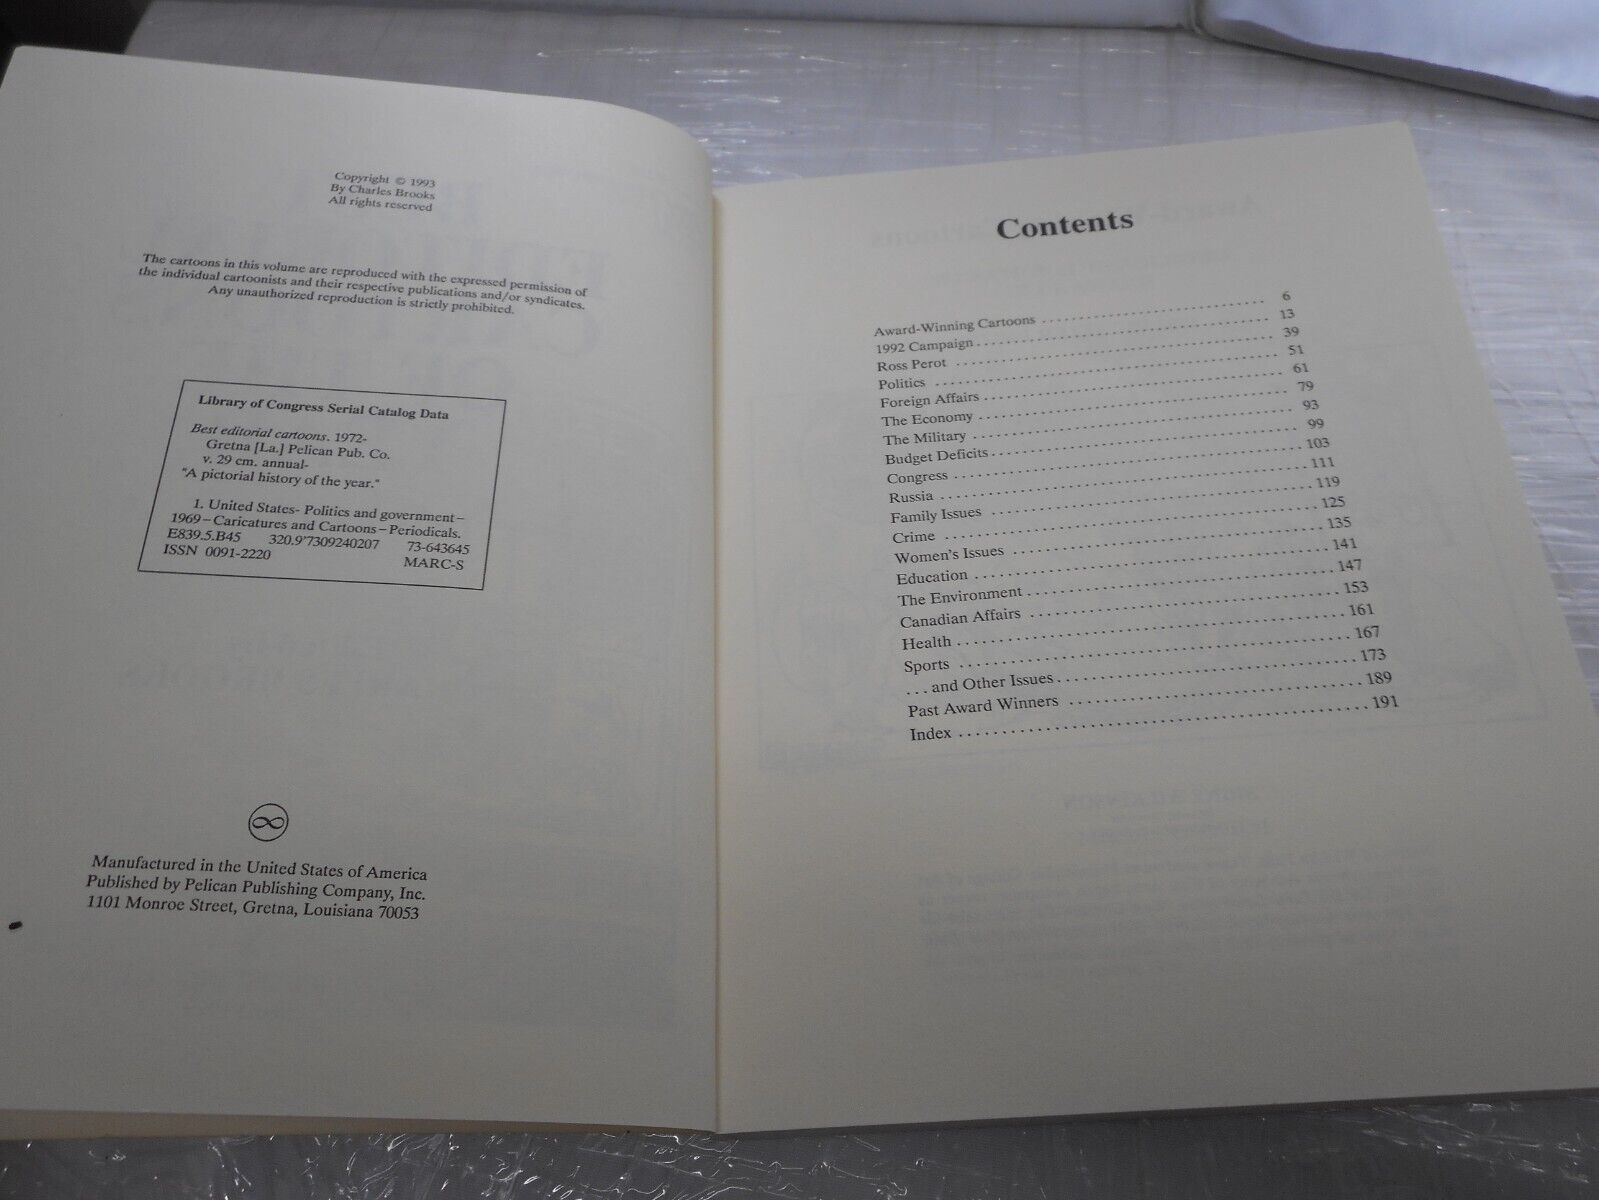 Copyright © 1993
By Charles Brooks
All rights reserved
The cartoons in this volume are reproduced with the expressed permission of
the individual cartoonists and their respective publications and/or syndicates.
Any unauthorized reproduction is strictly prohibited.
Library of Congress Serial Catalog Data
Best editorial cartoons. 1972-
Gretna [La.] Pelican Pub. Co.
v. 29 cm. annual-
"A pictorial history of the year."
1. United States- Politics and government–
1969–Caricatures and Cartoons–Periodicals.
E839.5.B45 320.9'7309240207 73-643645
ISSN 0091-2220 MARC-S
Manufactured in the United States of America
Published by Pelican Publishing Company, Inc.
1101 Monroe Street, Gretna, Louisiana 70053
Contents
Award-Winning Cartoons . . . . . . . . . . . . . . . . . . . . 6
1992 Campaign . . . . . . . . . . . . . . . . . . . . 13
Ross Perot . . . . . . . . . . . . . . . . . . . . 39
Politics . . . . . . . . . . . . . . . . . . . . 51
Foreign Affairs . . . . . . . . . . . . . . . . . . . . 61
The Economy . . . . . . . . . . . . . . . . . . . . 79
The Military . . . . . . . . . . . . . . . . . . . . 93
Budget Deficits . . . . . . . . . . . . . . . . . . . . 99
Congress . . . . . . . . . . . . . . . . . . . . 103
Russia . . . . . . . . . . . . . . . . . . . . 111
Family Issues . . . . . . . . . . . . . . . . . . . . 119
Crime . . . . . . . . . . . . . . . . . . . . 125
Women's Issues . . . . . . . . . . . . . . . . . . . . 135
Education . . . . . . . . . . . . . . . . . . . . 141
The Environment . . . . . . . . . . . . . . . . . . . . 147
Canadian Affairs . . . . . . . . . . . . . . . . . . . . 153
Health . . . . . . . . . . . . . . . . . . . . 161
Sports . . . . . . . . . . . . . . . . . . . . 167
. . . and Other Issues . . . . . . . . . . . . . . . . . . . . 173
Past Award Winners . . . . . . . . . . . . . . . . . . . . 189
Index . . . . . . . . . . . . . . . . . . . . 191